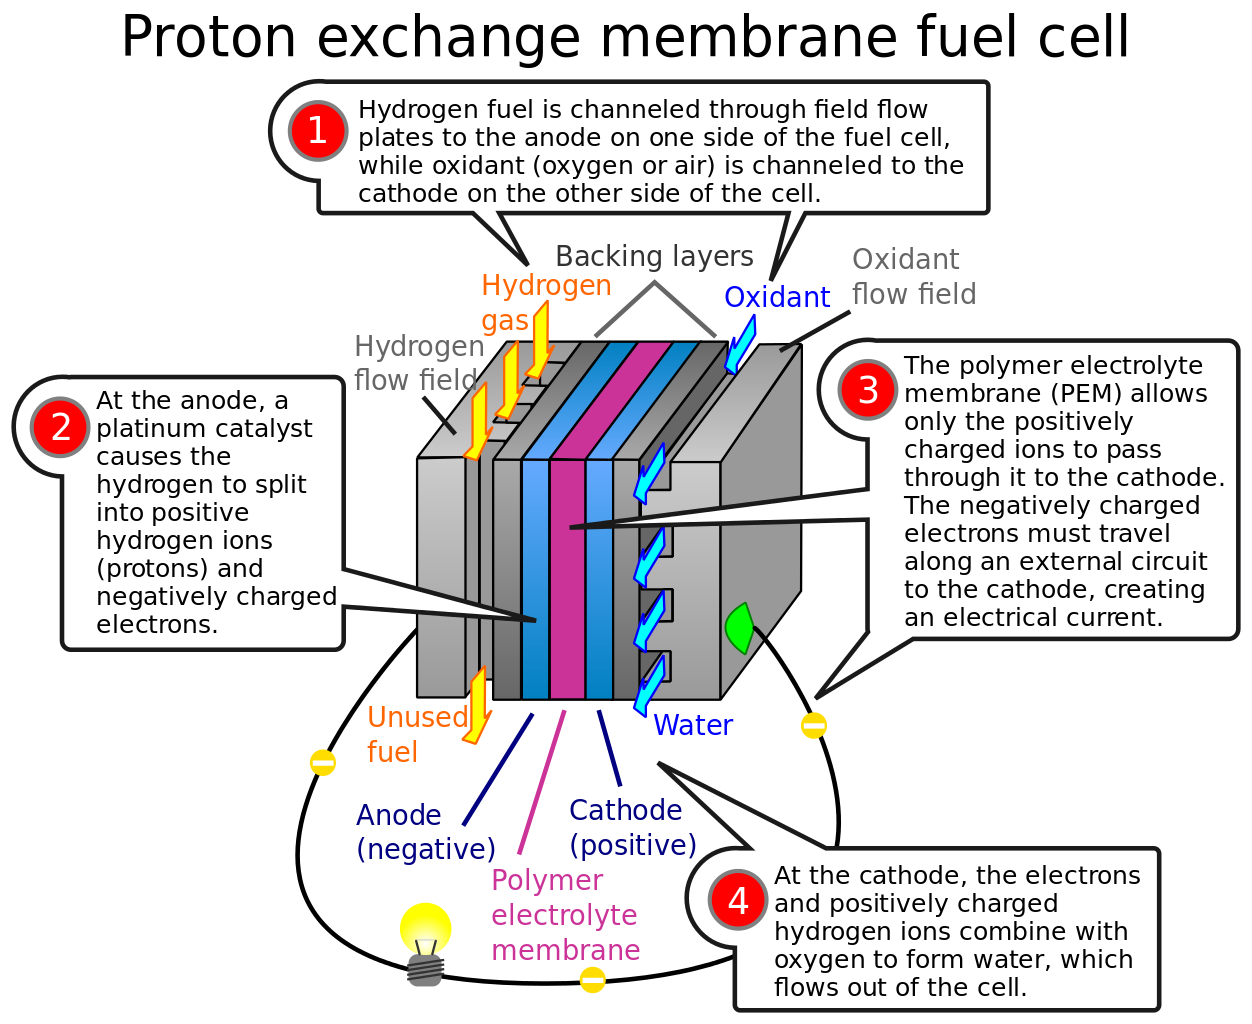 Proton exchange membrane fuel cell
1
Hydrogen fuel is channeled through field flow
plates to the anode on one side of the fuel cell,
while oxidant (oxygen or air) is channeled to the
cathode on the other side of the cell.
Backing layers
Oxidant
flow field
Hydrogen
gas
Oxidant
Hydrogen
flow field
2
At the anode, a
platinum catalyst
causes the
hydrogen to split
into positive
hydrogen ions
(protons) and
negatively charged
electrons.
3
The polymer electrolyte
membrane (PEM) allows
only the positively
charged ions to pass
through it to the cathode.
The negatively charged
electrons must travel
along an external circuit
to the cathode, creating
an electrical current.
Unused
fuel
Water
Anode
(negative)
Cathode
(positive)
Polymer
electrolyte
membrane
4
At the cathode, the electrons
and positively charged
hydrogen ions combine with
oxygen to form water, which
flows out of the cell.